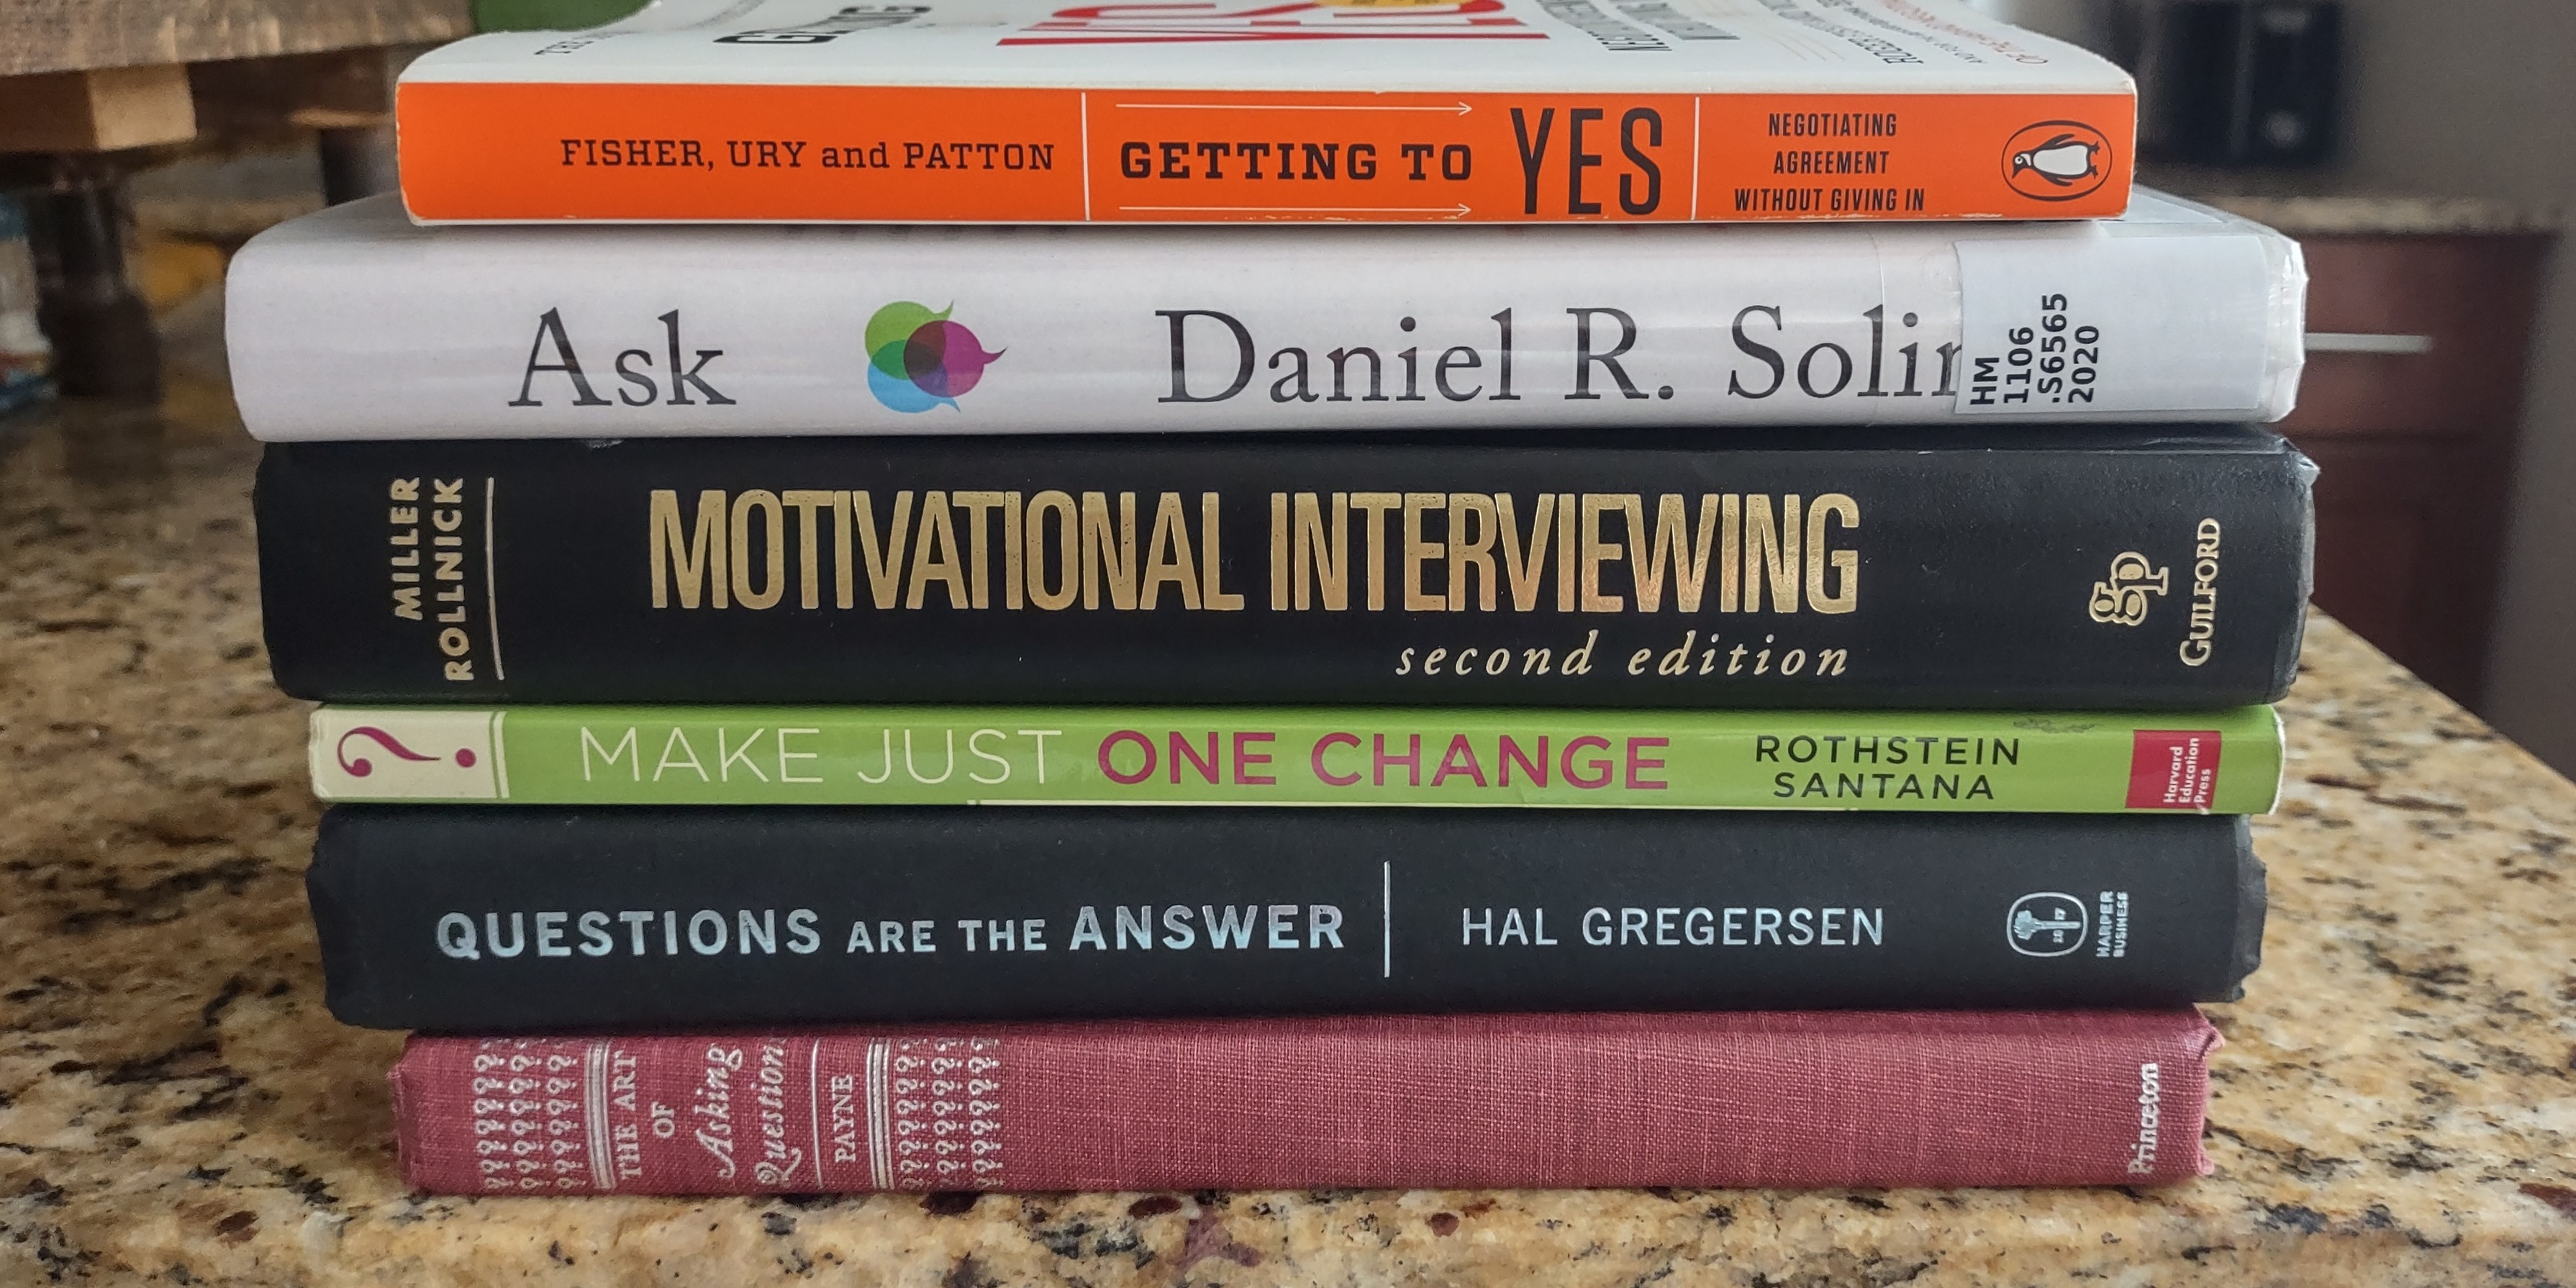 GETTING TO YES
FISHER, URY and PATTON
NEGOTIATING
AGREEMENT
WITHOUT GIVING IN
Ask
Daniel R. Solin
HM
1106
.S6565
2020
MILLER
ROLLNICK
MOTIVATIONAL INTERVIEWING
second edition
gp
GUILFORD
?
MAKE JUST ONE CHANGE
ROTHSTEIN
SANTANA
Harvard
Education
Press
QUESTIONS ARE THE ANSWER
HAL GREGERSEN
HARPER
BUSINESS
THE ART
OF
Asking
Question
PAYNE
Princeton